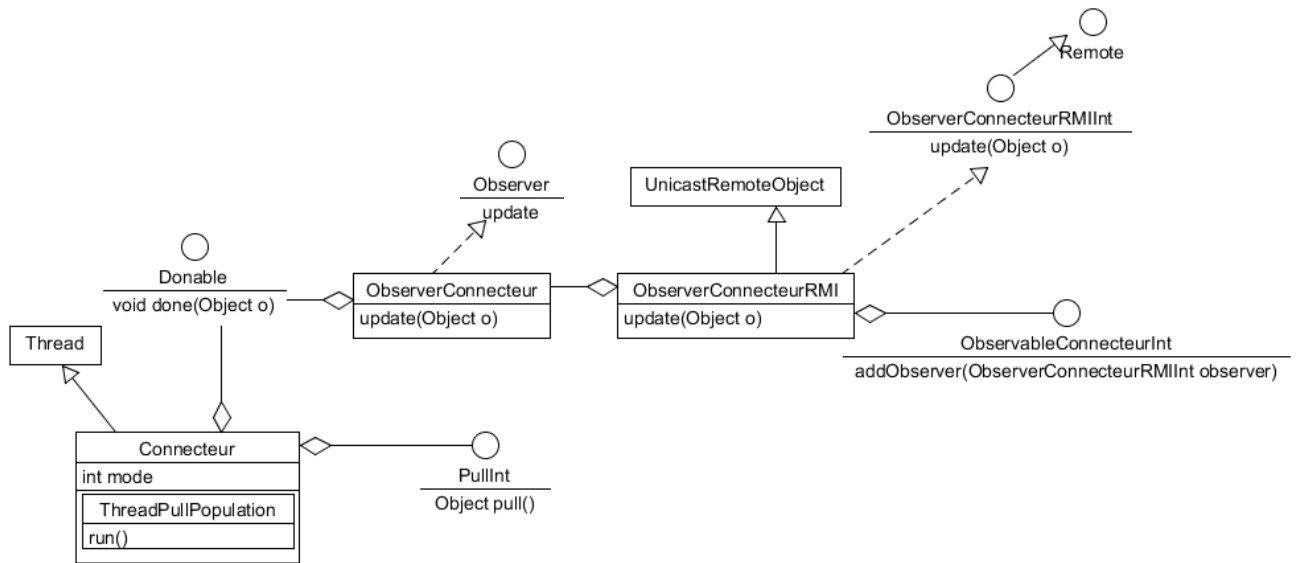 Remote
ObserverConnecteurRMIInt
update(Object o)
Observer
update
UnicastRemoteObject
Donable
void done(Object o)
ObserverConnecteur
update(Object o)
ObserverConnecteurRMI
update(Object o)
Thread
ObservableConnecteurInt
addObserver(ObserverConnecteurRMIInt observer)
Connecteur
int mode
ThreadPullPopulation
run()
PullInt
Object pull()